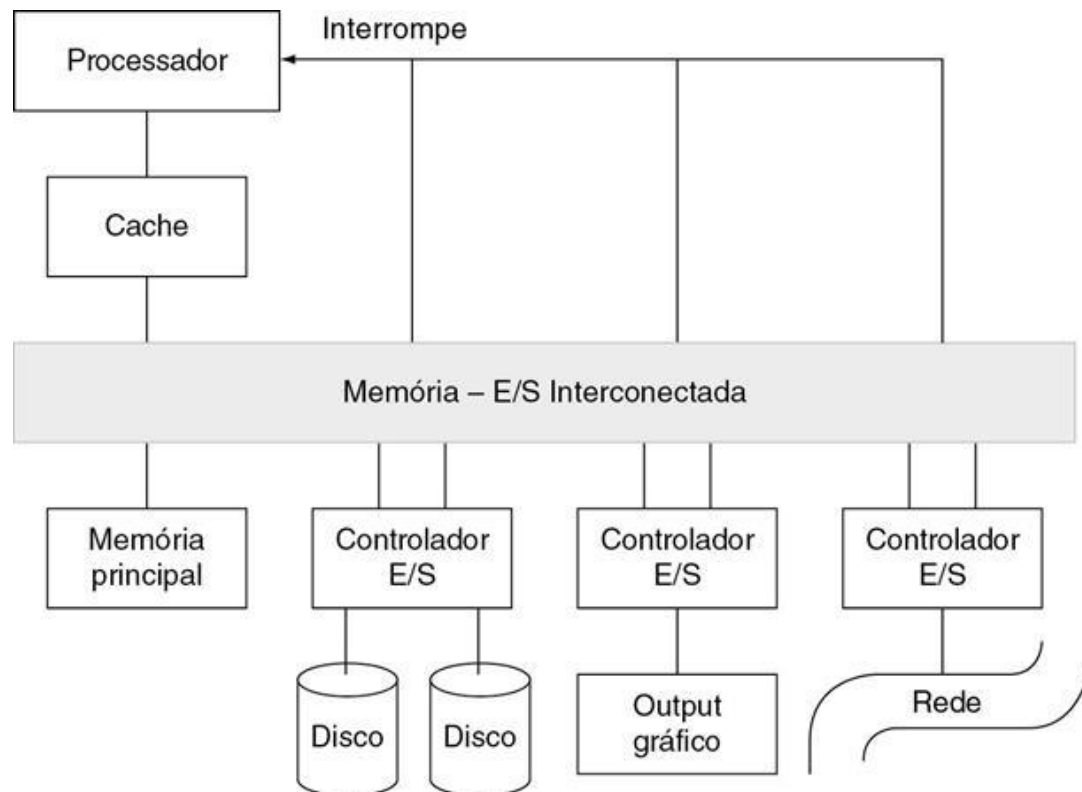 Interrompe
Processador
Cache
Memória – E/S Interconectada
Memória
principal
Controlador
E/S
Controlador
E/S
Controlador
E/S
Disco
Disco
Output
gráfico
Rede